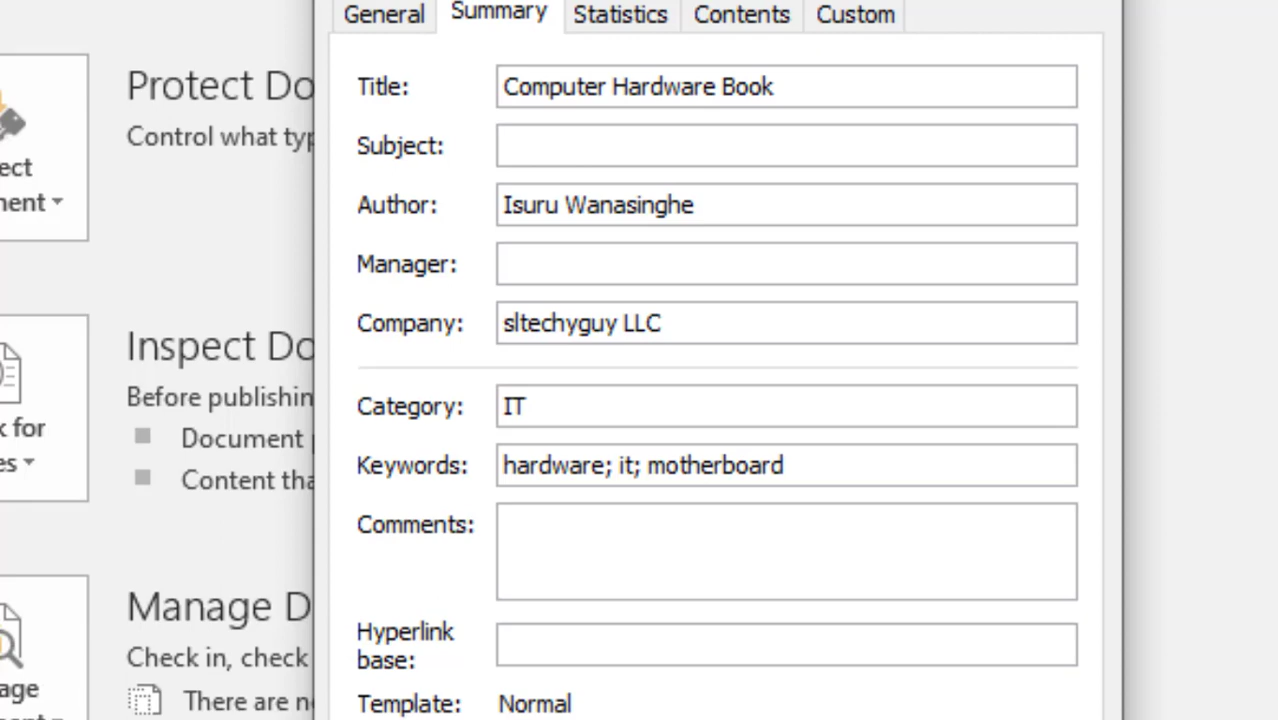 General Summary Statistics Contents Custom
Protect Do
Control what typ
ect
nent
Title: Computer Hardware Book
Subject:
Author: Isuru Wanasinghe
Manager:
Company: sltechyguy LLC
Inspect Do
Before publishin
Document
Content tha
k for
es
Category: IT
Keywords: hardware; it; motherboard
Comments:
Manage D
Check in, check
There are n
age
Hyperlink
base:
Template: Normal